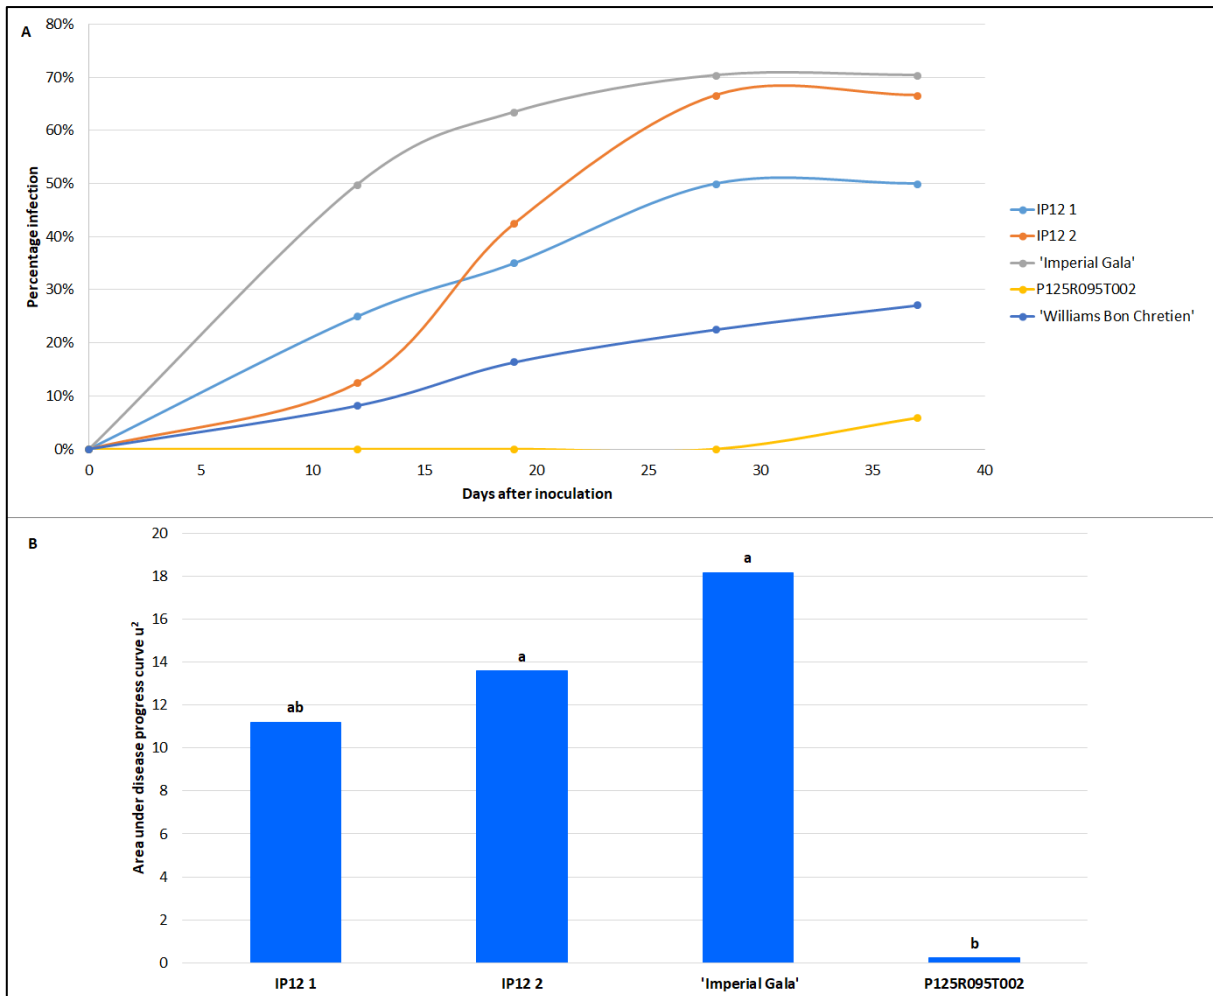 A
80%
70%
60%
50%
40%
30%
20%
10%
0%
Percentage infection
0 5 10 15 20 25 30 35 40
Days after inoculation
IP12 1
IP12 2
'Imperial Gala'
P125R095T002
'Williams Bon Chretien'
B
20
18
16
14
12
10
8
6
4
2
0
Area under disease progress curve u²
ab
a
a
b
IP12 1 IP12 2 'Imperial Gala' P125R095T002